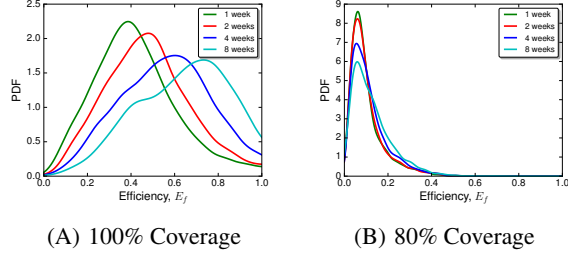 2.5
2.0
1.5
1.0
0.5
0.0
PDF
0.0 0.2 0.4 0.6 0.8 1.0
Efficiency, E_f
1 week
2 weeks
4 weeks
8 weeks
(A) 100% Coverage
9
8
7
6
5
4
3
2
1
0
PDF
0.0 0.2 0.4 0.6 0.8 1.0
Efficiency, E_f
1 week
2 weeks
4 weeks
8 weeks
(B) 80% Coverage